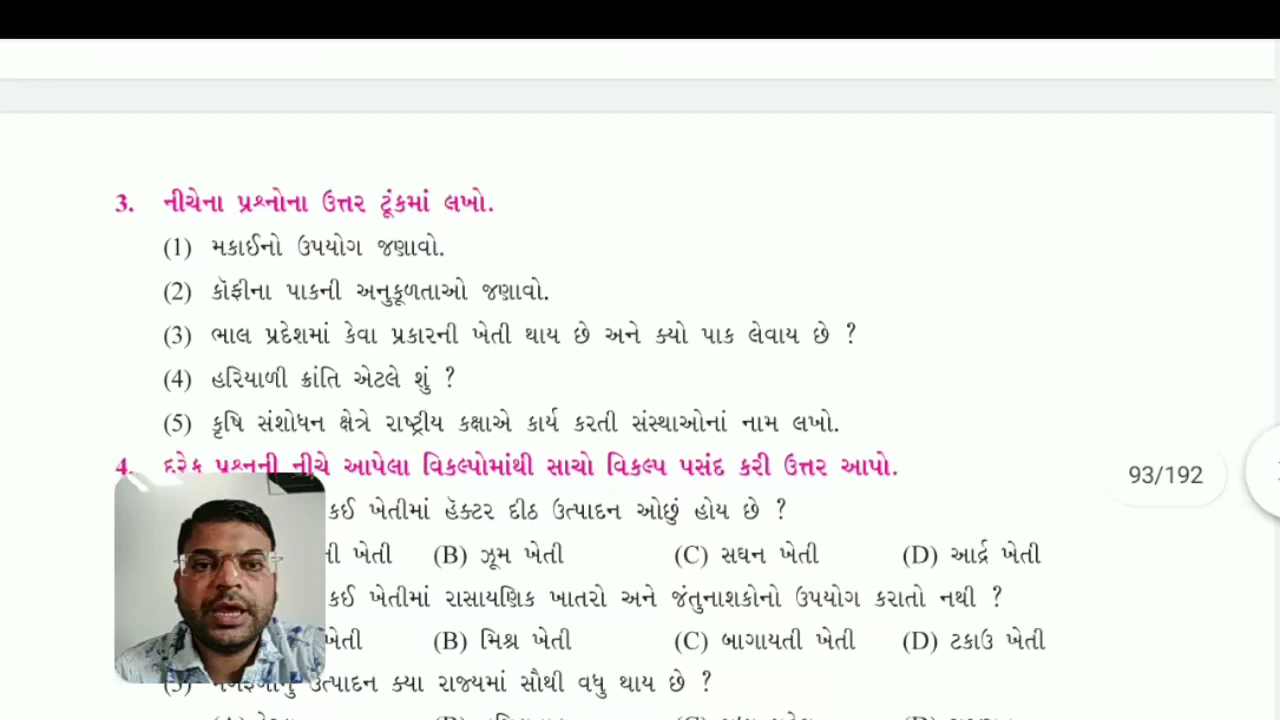 3. નીચેના પ્રશ્નોના ઉત્તર ટૂંકમાં લખો.
(1) મકાઈનો ઉપયોગ જણાવો.
(2) કૉફીના પાકની અનુકૂળતાઓ જણાવો.
(3) ભાલ પ્રદેશમાં કેવા પ્રકારની ખેતી થાય છે અને ક્યો પાક લેવાય છે ?
(4) હરિયાળી ક્રાંતિ એટલે શું ?
(5) કૃષિ સંશોધન ક્ષેત્રે રાષ્ટ્રીય કક્ષાએ કાર્ય કરતી સંસ્થાઓનાં નામ લખો.
4. દરેક પ્રશ્નની નીચે આપેલા વિકલ્પોમાંથી સાચો વિકલ્પ પસંદ કરી ઉત્તર આપો.
93/192
કઈ ખેતીમાં હૅક્ટર દીઠ ઉત્પાદન ઓછું હોય છે ?
ખેતી (B) ઝૂમ ખેતી (C) સઘન ખેતી (D) આર્દ્ર ખેતી
કઈ ખેતીમાં રાસાયણિક ખાતરો અને જંતુનાશકોનો ઉપયોગ કરાતો નથી ?
ખેતી (B) મિશ્ર ખેતી (C) બાગાયતી ખેતી (D) ટકાઉ ખેતી
ઉત્પાદન ક્યા રાજ્યમાં સૌથી વધુ થાય છે ?